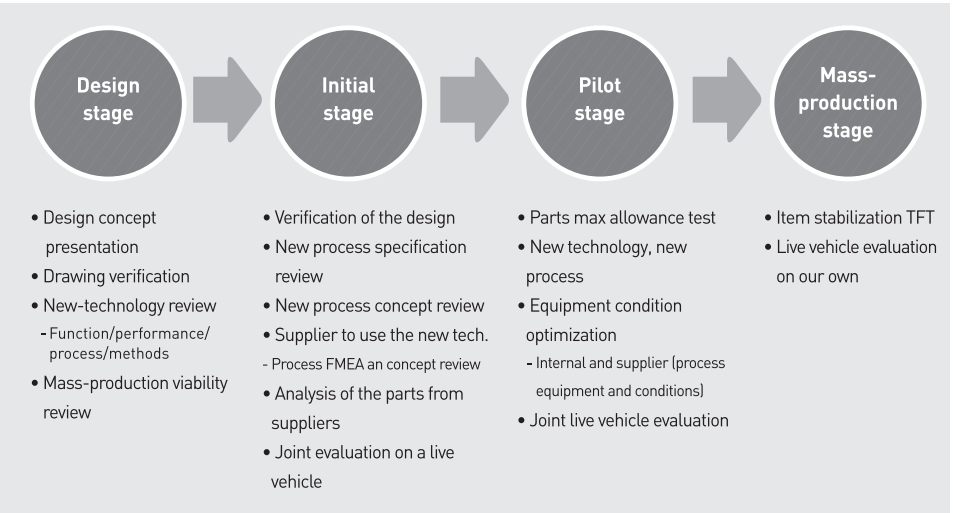 Design
stage
Initial
stage
Pilot
stage
Mass-
production
stage
• Design concept
presentation
• Drawing verification
• New-technology review
- Function/performance/
process/methods
• Mass-production viability
review
• Verification of the design
• New process specification
review
• New process concept review
• Supplier to use the new tech.
- Process FMEA an concept review
• Analysis of the parts from
suppliers
• Joint evaluation on a live
vehicle
• Parts max allowance test
• New technology, new
process
• Equipment condition
optimization
- Internal and supplier (process
equipment and conditions)
• Joint live vehicle evaluation
• Item stabilization TFT
• Live vehicle evaluation
on our own